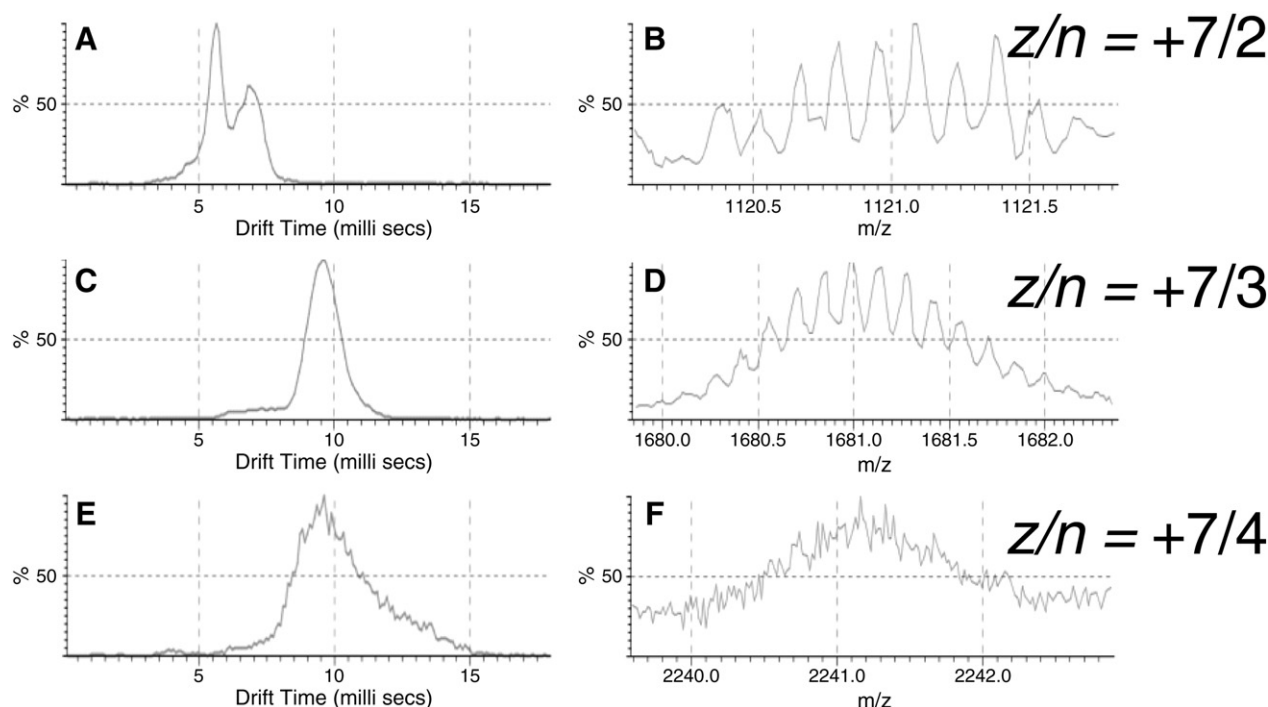 A
% 50
5 10 15
Drift Time (milli secs)
B
z/n = +7/2
% 50
1120.5 1121.0 1121.5
m/z
C
% 50
5 10 15
Drift Time (milli secs)
D
z/n = +7/3
% 50
1680.0 1680.5 1681.0 1681.5 1682.0
m/z
E
% 50
5 10 15
Drift Time (milli secs)
F
z/n = +7/4
% 50
2240.0 2241.0 2242.0
m/z